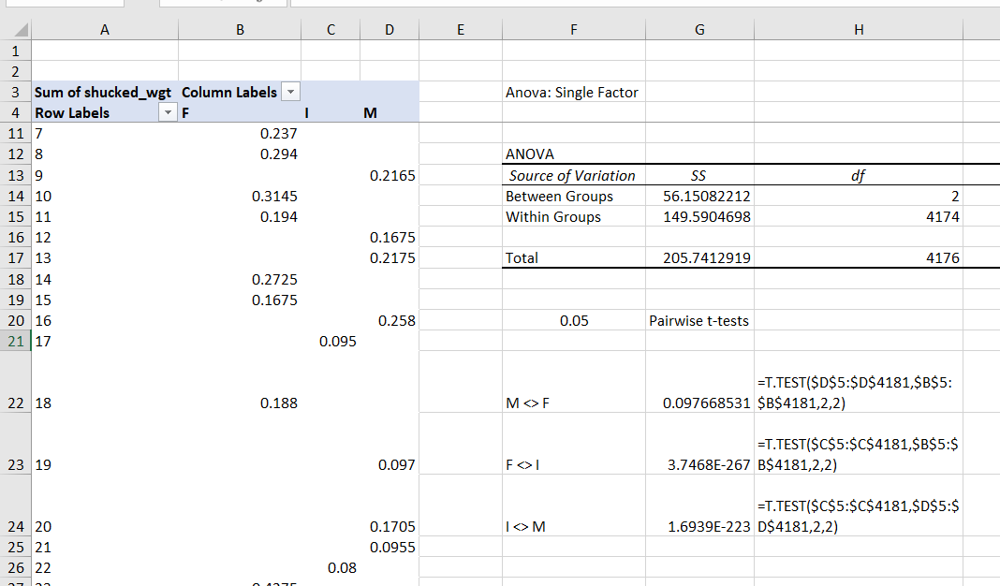 A B C D E F G H
1
2
3 Sum of shucked_wgt Column Labels Anova: Single Factor
4 Row Labels F I M
11 7 0.237
12 8 0.294 ANOVA
13 9 0.2165 Source of Variation SS df
14 10 0.3145 Between Groups 56.15082212 2
15 11 0.194 Within Groups 149.5904698 4174
16 12 0.1675
17 13 0.2175 Total 205.7412919 4176
18 14 0.2725
19 15 0.1675
20 16 0.258 0.05 Pairwise t-tests
21 17 0.095
=T.TEST($D$5:$D$4181,$B$5:
22 18 0.188 M <> F 0.097668531 $B$4181,2,2)
=T.TEST($C$5:$C$4181,$B$5:$
23 19 0.097 F <> I 3.7468E-267 B$4181,2,2)
=T.TEST($C$5:$C$4181,$D$5:$
24 20 0.1705 I <> M 1.6939E-223 D$4181,2,2)
25 21 0.0955
26 22 0.08